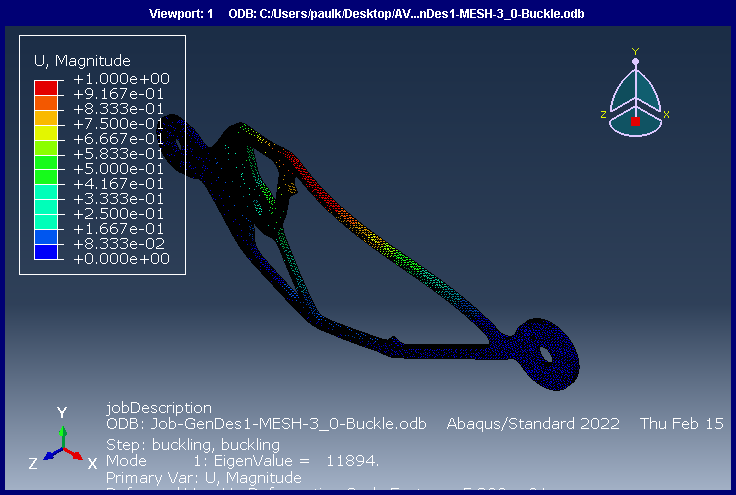 Viewport: 1 ODB: C:/Users/paulk/Desktop/AV...nDes1-MESH-3_0-Buckle.odb
U, Magnitude
+1.000e+00
+9.167e-01
+8.333e-01
+7.500e-01
+6.667e-01
+5.833e-01
+5.000e-01
+4.167e-01
+3.333e-01
+2.500e-01
+1.667e-01
+8.333e-02
+0.000e+00
Y
Z X
Y
Z X
jobDescription
ODB: Job-GenDes1-MESH-3_0-Buckle.odb Abaqus/Standard 2022 Thu Feb 15
Step: buckling, buckling
Mode 1: EigenValue = 11894.
Primary Var: U, Magnitude